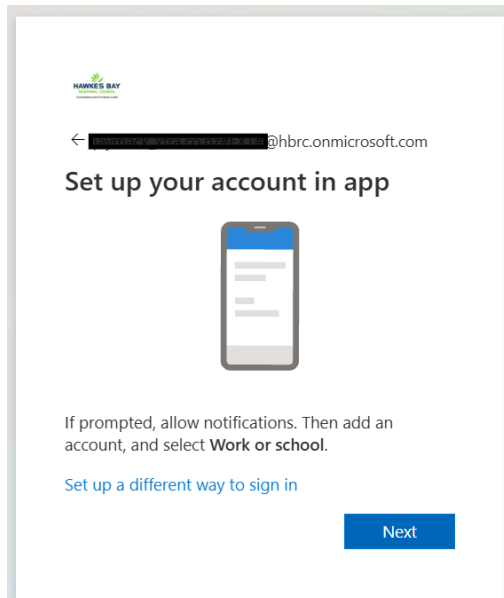 HAWKES BAY
REGIONAL COUNCIL
@hbrc.onmicrosoft.com
Set up your account in app
If prompted, allow notifications. Then add an
account, and select Work or school.
Set up a different way to sign in
Next